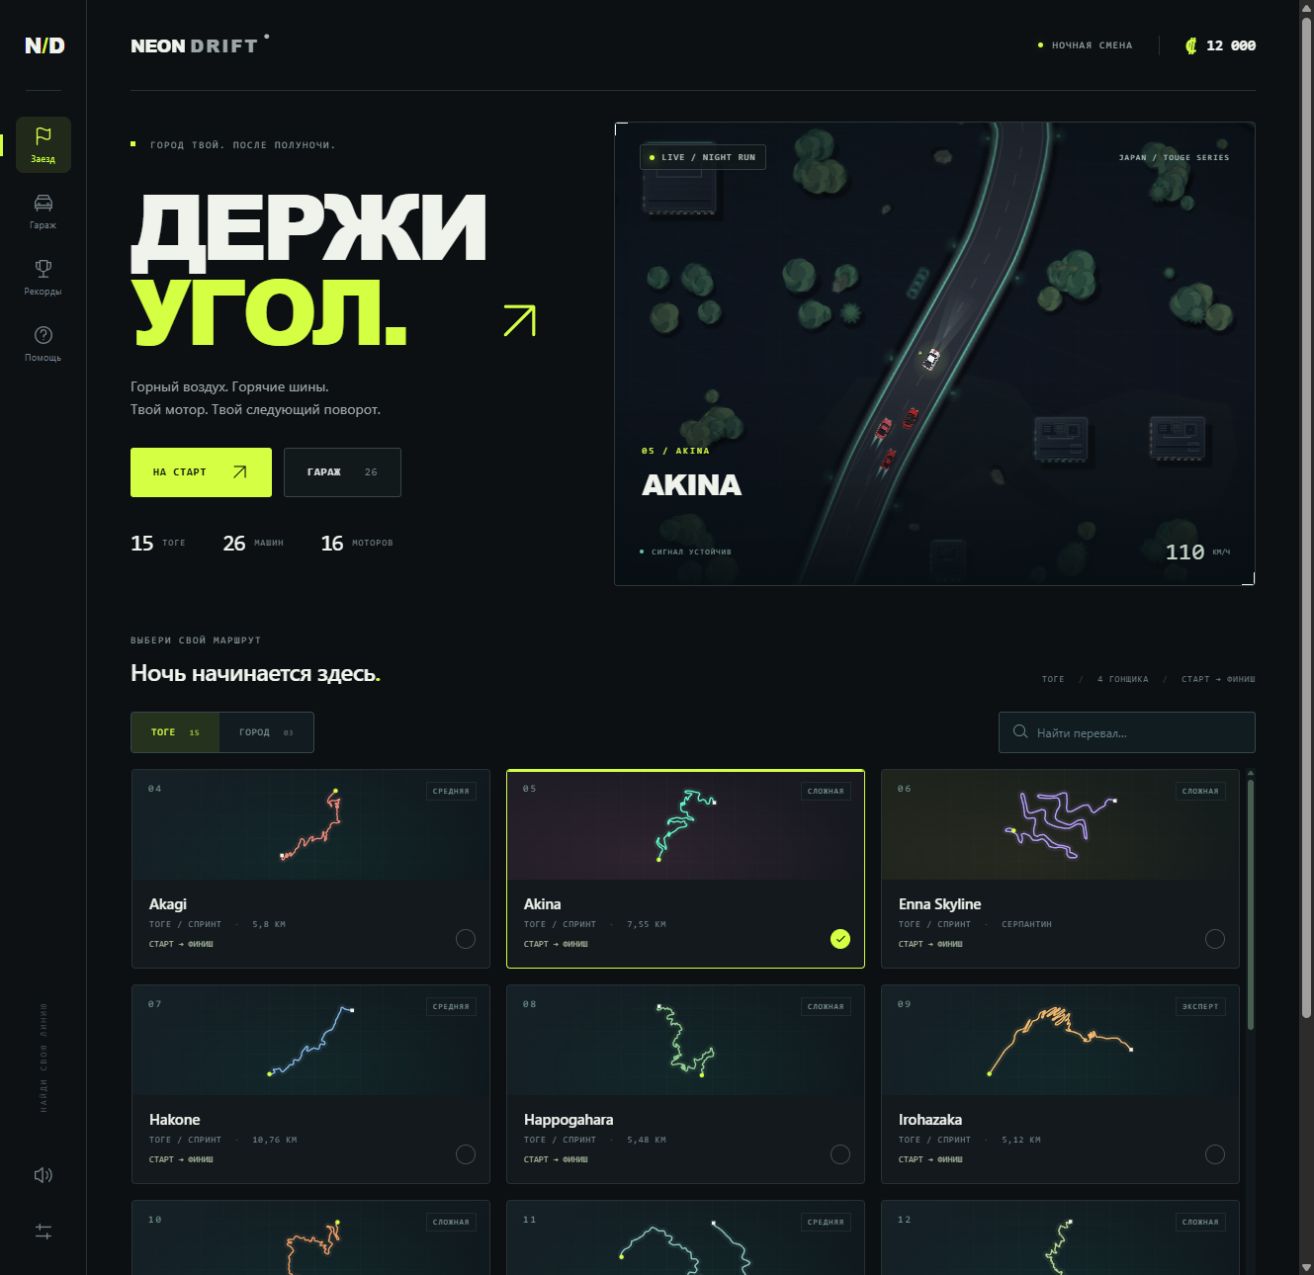 N/D
NEON DRIFT
НОЧНАЯ СМЕНА
12 000
Заезд
Гараж
Рекорды
Помощь
НАЙДИ СВОЮ ЛИНИЮ
ГОРОД ТВОЙ. ПОСЛЕ ПОЛУНОЧИ.
ДЕРЖИ
УГОЛ.
Горный воздух. Горячие шины.
Твой мотор. Твой следующий поворот.
НА СТАРТ
ГАРАЖ 26
15 ТОГЕ 26 МАШИН 16 МОТОРОВ
LIVE / NIGHT RUN
JAPAN / TOUGE SERIES
05 / AKINA
AKINA
СИГНАЛ УСТОЙЧИВ
110 КМ/Ч
ВЫБЕРИ СВОЙ МАРШРУТ
Ночь начинается здесь.
ТОГЕ / 4 ГОНЩИКА / СТАРТ → ФИНИШ
ТОГЕ 15
ГОРОД 03
Найти перевал...
04
СРЕДНЯЯ
Akagi
ТОГЕ / СПРИНТ · 5,8 КМ
СТАРТ → ФИНИШ
05
СЛОЖНАЯ
Akina
ТОГЕ / СПРИНТ · 7,55 КМ
СТАРТ → ФИНИШ
06
СЛОЖНАЯ
Enna Skyline
ТОГЕ / СПРИНТ · СЕРПАНТИН
СТАРТ → ФИНИШ
07
СРЕДНЯЯ
Hakone
ТОГЕ / СПРИНТ · 10,76 КМ
СТАРТ → ФИНИШ
08
СЛОЖНАЯ
Happogahara
ТОГЕ / СПРИНТ · 5,48 КМ
СТАРТ → ФИНИШ
09
ЭКСПЕРТ
Irohazaka
ТОГЕ / СПРИНТ · 5,12 КМ
СТАРТ → ФИНИШ
10
СЛОЖНАЯ
11
СРЕДНЯЯ
12
СЛОЖНАЯ